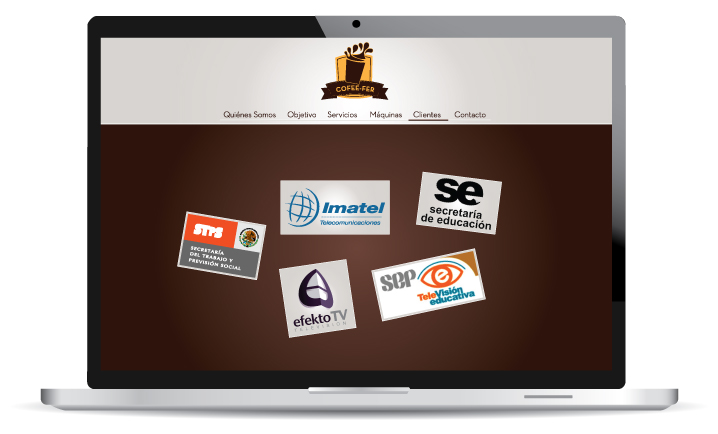 COFEE-FER
Quiénes Somos Objetivo Servicios Máquinas Clientes Contacto
Imatel
Telecomunicaciones
se
secretaría
de educación
STPS
SECRETARÍA
DEL TRABAJO Y
PREVISIÓN SOCIAL
sep
TeleVisión
educativa
efektoTV
TELEVISIÓN